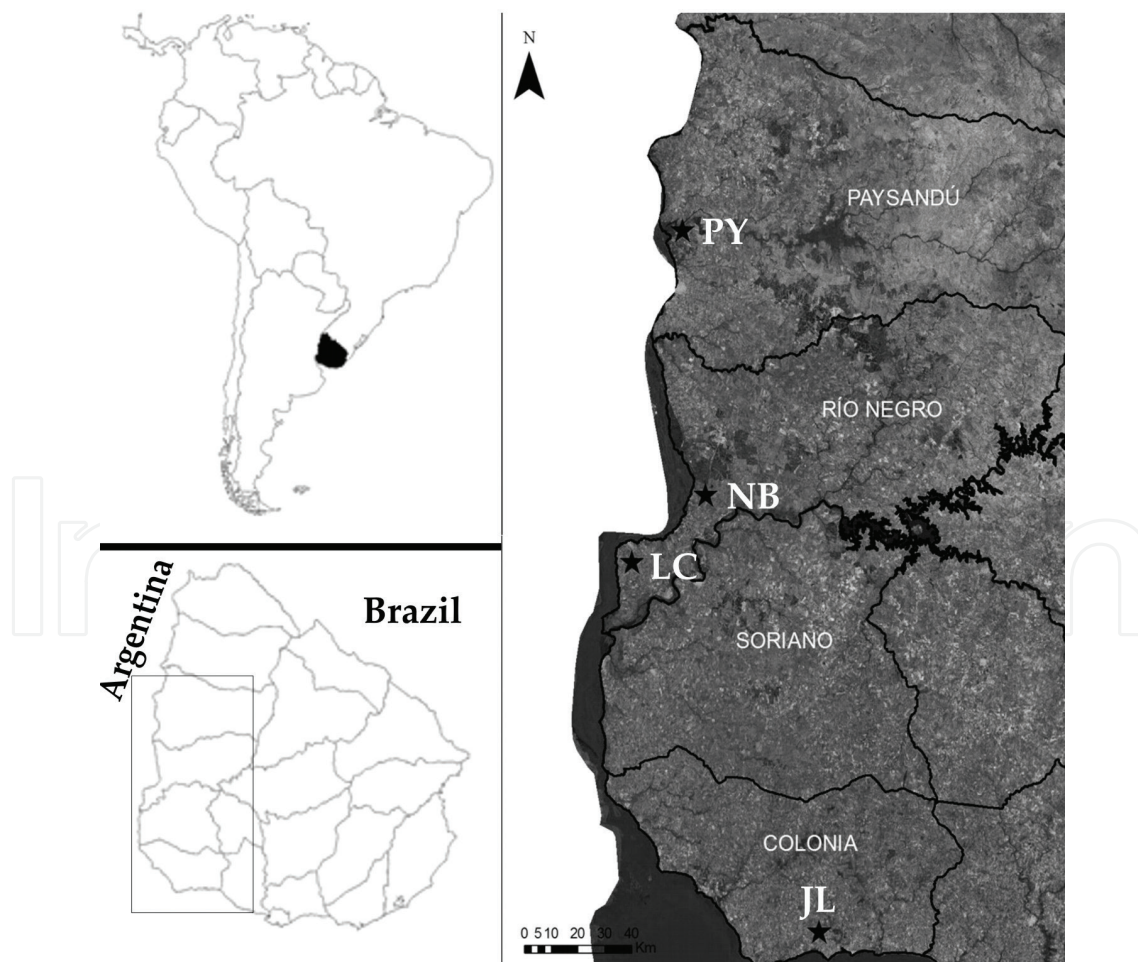 N
PAYSANDÚ
PY
RÍO NEGRO
NB
LC
SORIANO
COLONIA
JL
0 5 10 20 30 40
Km
Argentina
Brazil